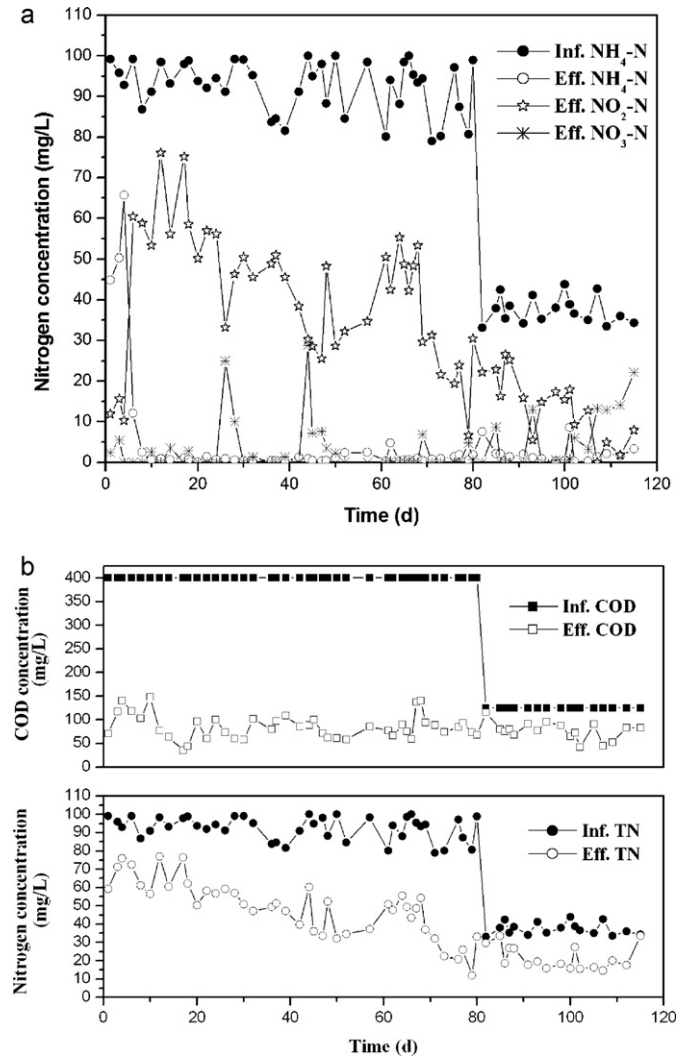 a
110
100
90
80
70
60
50
40
30
20
10
0
Nitrogen concentration (mg/L)
Inf. NH4-N
Eff. NH4-N
Eff. NO2-N
Eff. NO3-N
0 20 40 60 80 100 120
Time (d)
b
400
350
300
250
200
150
100
50
0
COD concentration
(mg/L)
Inf. COD
Eff. COD
110
100
90
80
70
60
50
40
30
20
10
0
Nitrogen concentration
(mg/L)
Inf. TN
Eff. TN
0 20 40 60 80 100 120
Time (d)